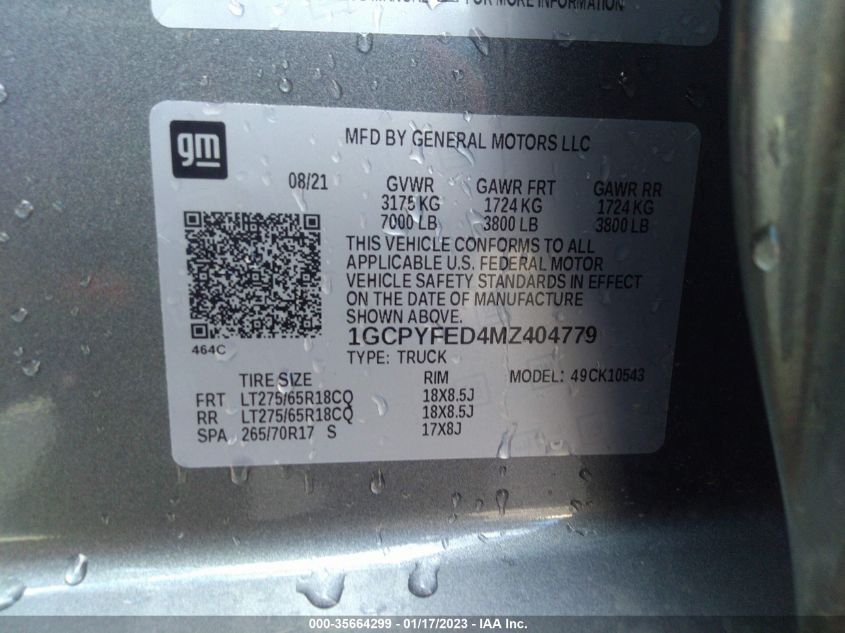 FOR MORE INFORMATION
gm
MFD BY GENERAL MOTORS LLC
08/21 GVWR GAWR FRT GAWR RR
3175 KG 1724 KG 1724 KG
7000 LB 3800 LB 3800 LB
THIS VEHICLE CONFORMS TO ALL
APPLICABLE U.S. FEDERAL MOTOR
VEHICLE SAFETY STANDARDS IN EFFECT
ON THE DATE OF MANUFACTURE
SHOWN ABOVE.
464C
1GCPYFED4MZ404779
TYPE: TRUCK
TIRE SIZE RIM MODEL: 49CK10543
FRT LT275/65R18CQ 18X8.5J
RR LT275/65R18CQ 18X8.5J
SPA 265/70R17 S 17X8J
000-35664299 - 01/17/2023 - IAA Inc.